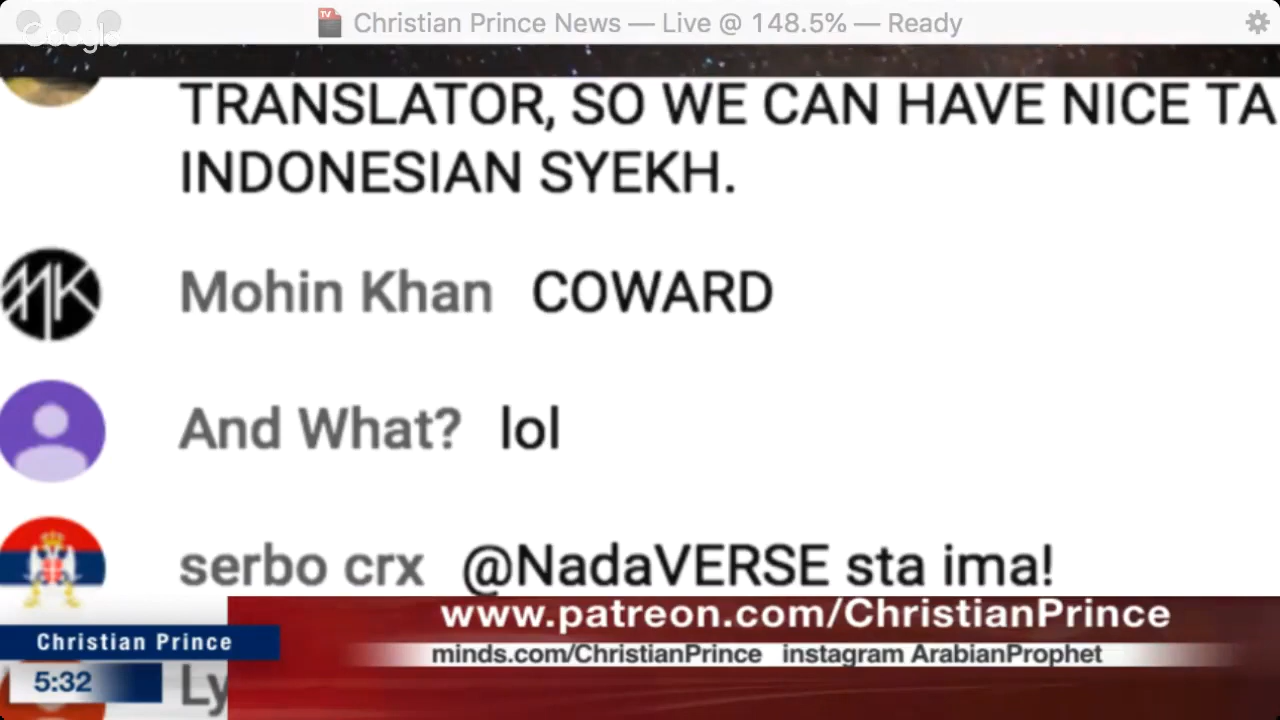 Christian Prince News — Live @ 148.5% — Ready
Google
TRANSLATOR, SO WE CAN HAVE NICE TA
INDONESIAN SYEKH.
Mohin Khan COWARD
And What? lol
serbo crx @NadaVERSE sta ima!
www.patreon.com/ChristianPrince
Christian Prince
minds.com/ChristianPrince instagram ArabianProphet
5:32
Ly